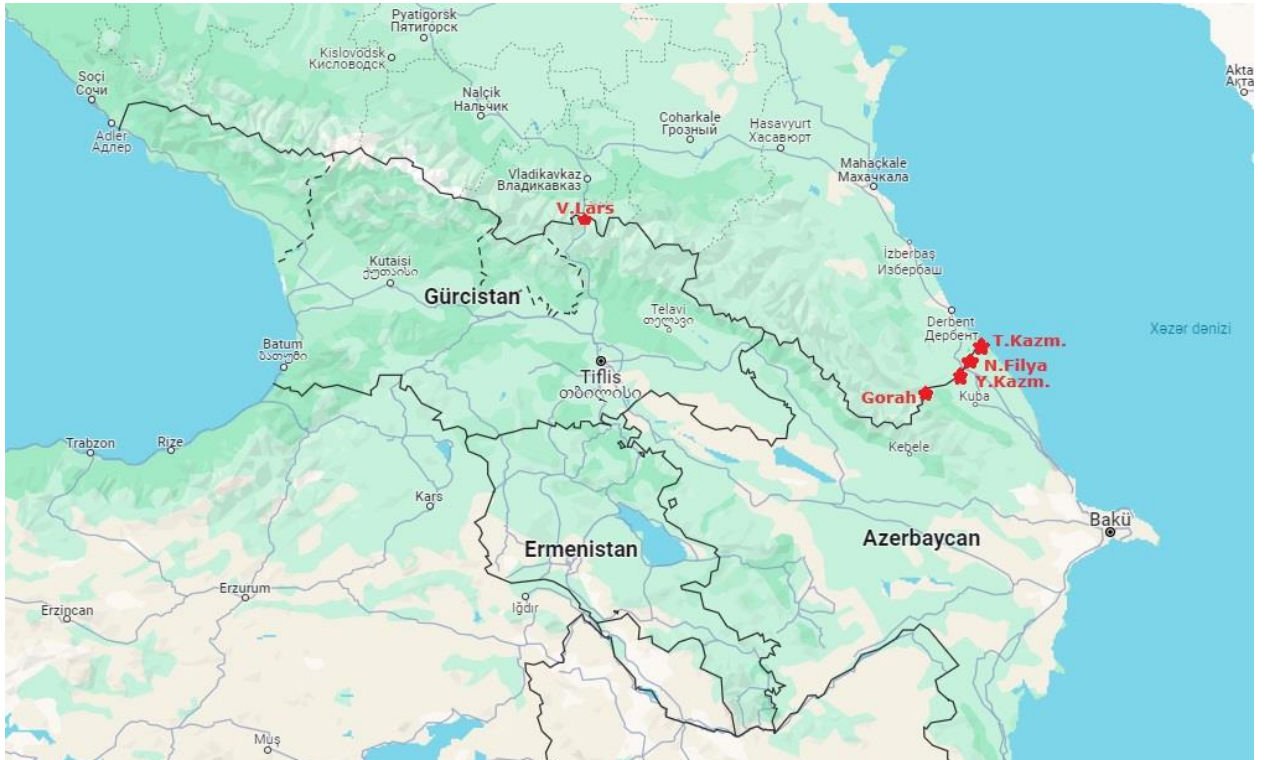 Pyatigorsk
Пятигорск
Kislovodsk
Кисловодск
Soçi
Сочи
Nalçik
Нальчик
Adler
Адлер
Coharkale
Грозный
Hasavyurt
Хасавюрт
Mahaçkale
Махачкала
Vladikavkaz
Владикавказ
V.Lars
İzberbaş
Избербаш
Kutaisi
ქუთაისი
Gürcistan
Telavi
თელავი
Derbent
Дербент
Xəzər dənizi
Batum
ბათუმი
T.Kazm.
N.Filya
Y.Kazm.
Tiflis
თბილისი
Gorah
Kuba
Trabzon
Rize
Kebele
Kars
Bakü
Azerbaycan
Ermenistan
Erzurum
Erzincan
Iğdır
Muş